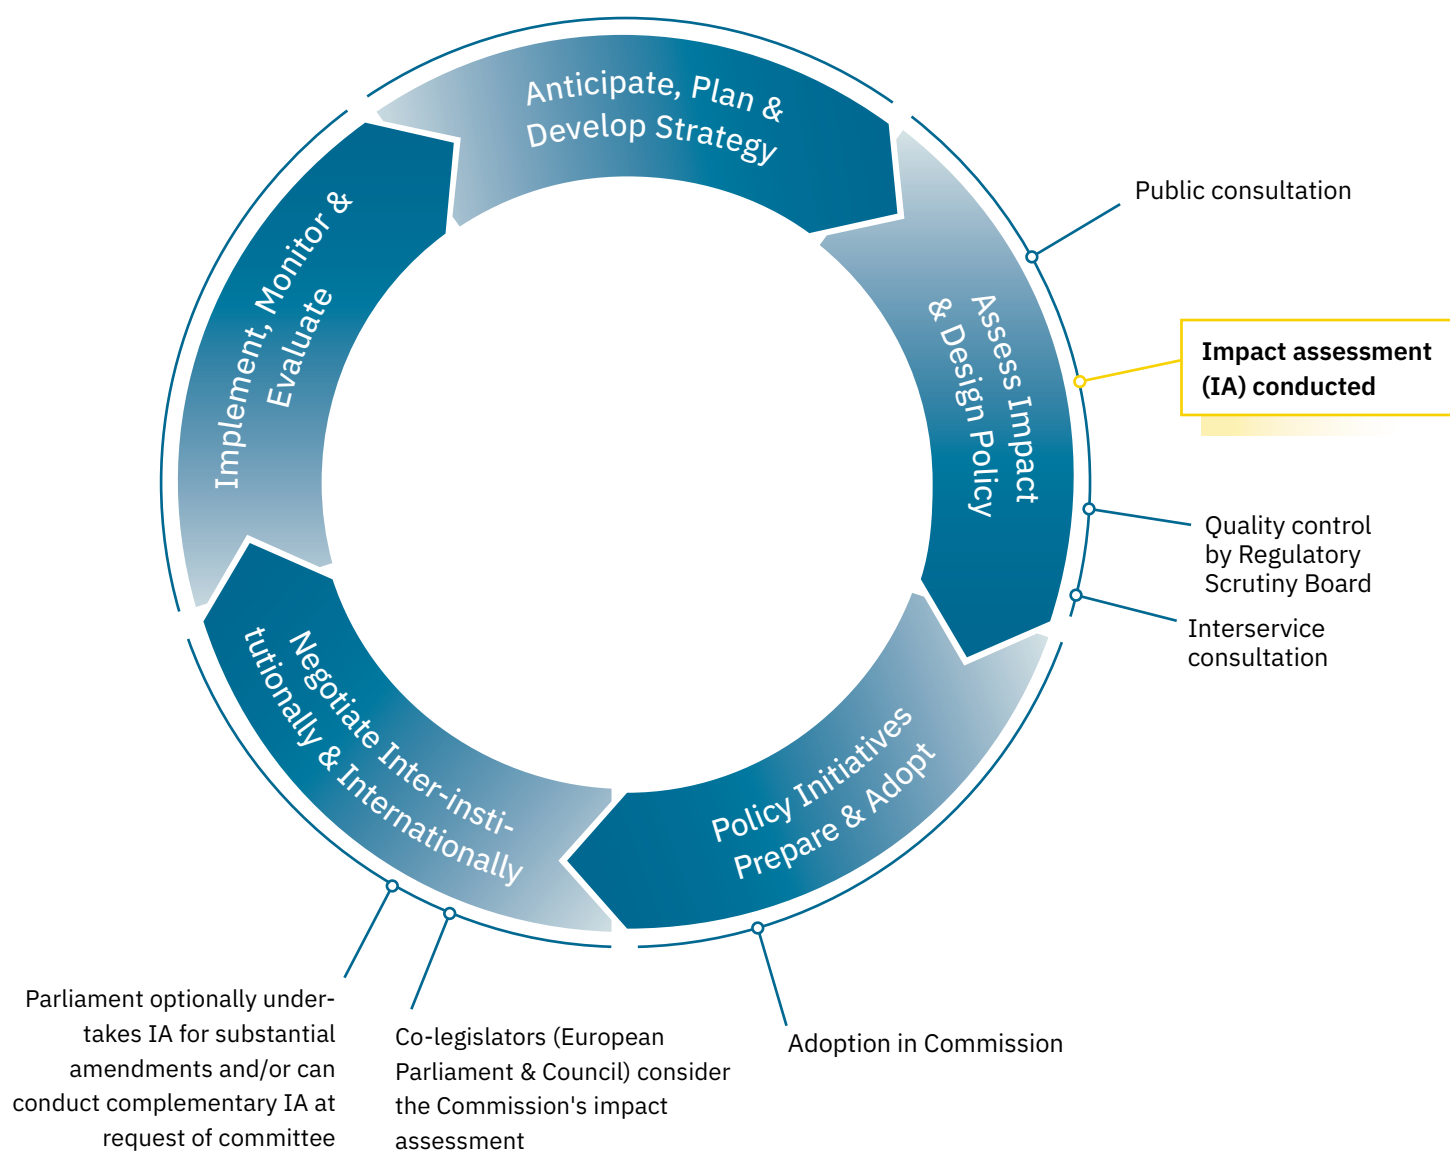 Anticipate, Plan &
Develop Strategy
Public consultation
Assess Impact
& Design Policy
Impact assessment
(IA) conducted
Quality control
by Regulatory
Scrutiny Board
Interservice
consultation
Policy Initiatives
Prepare & Adopt
Adoption in Commission
Negotiate Inter-insti-
tutionally & Internationally
Co-legislators (European
Parliament & Council) consider
the Commission's impact
assessment
Parliament optionally under-
takes IA for substantial
amendments and/or can
conduct complementary IA at
request of committee
Implement, Monitor &
Evaluate